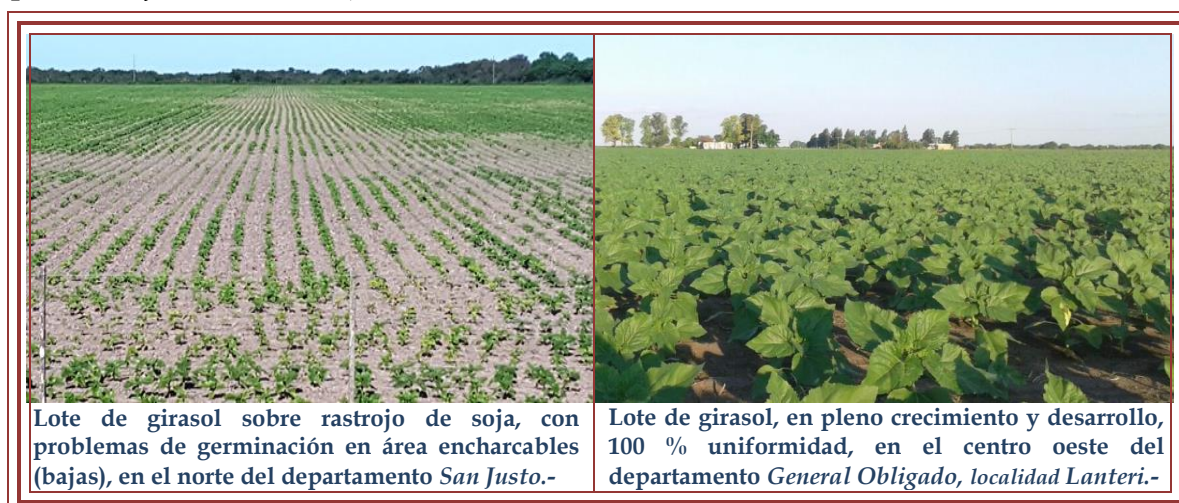 Lote de girasol sobre rastrojo de soja, con
problemas de germinación en área encharcables
(bajas), en el norte del departamento San Justo.-
Lote de girasol, en pleno crecimiento y desarrollo,
100 % uniformidad, en el centro oeste del
departamento General Obligado, localidad Lanteri.-